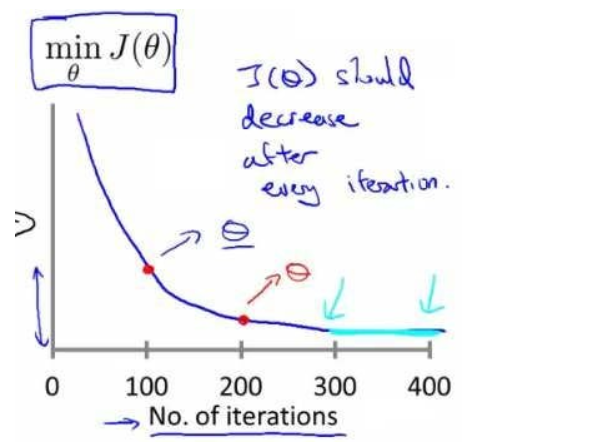 min J(θ)
θ
J(θ) should
decrease
after
every iteration.
θ
θ
0 100 200 300 400
No. of iterations